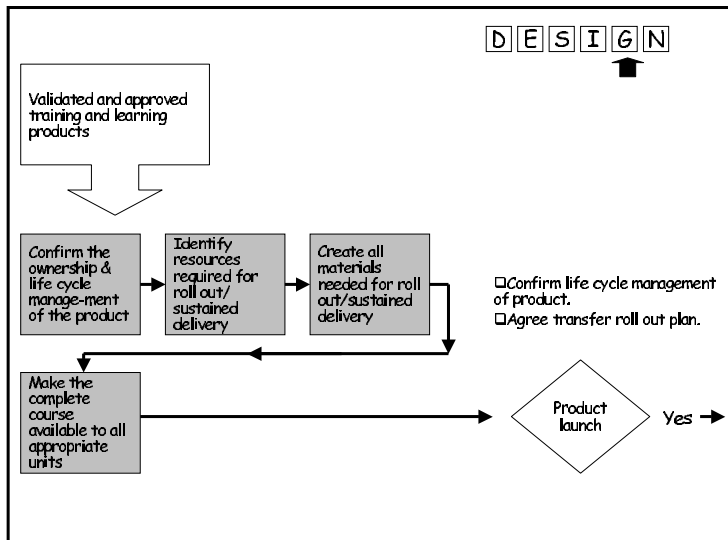 D E S I G N
Validated and approved
training and learning
products
Confirm the
ownership &
life cycle
manage-ment
of the product
Identify
resources
required for
roll out/
sustained
delivery
Create all
materials
needed for roll
out/sustained
delivery
❑Confirm life cycle management
of product.
❑Agree transfer roll out plan.
Make the
complete
course
available to all
appropriate
units
Product
launch
Yes